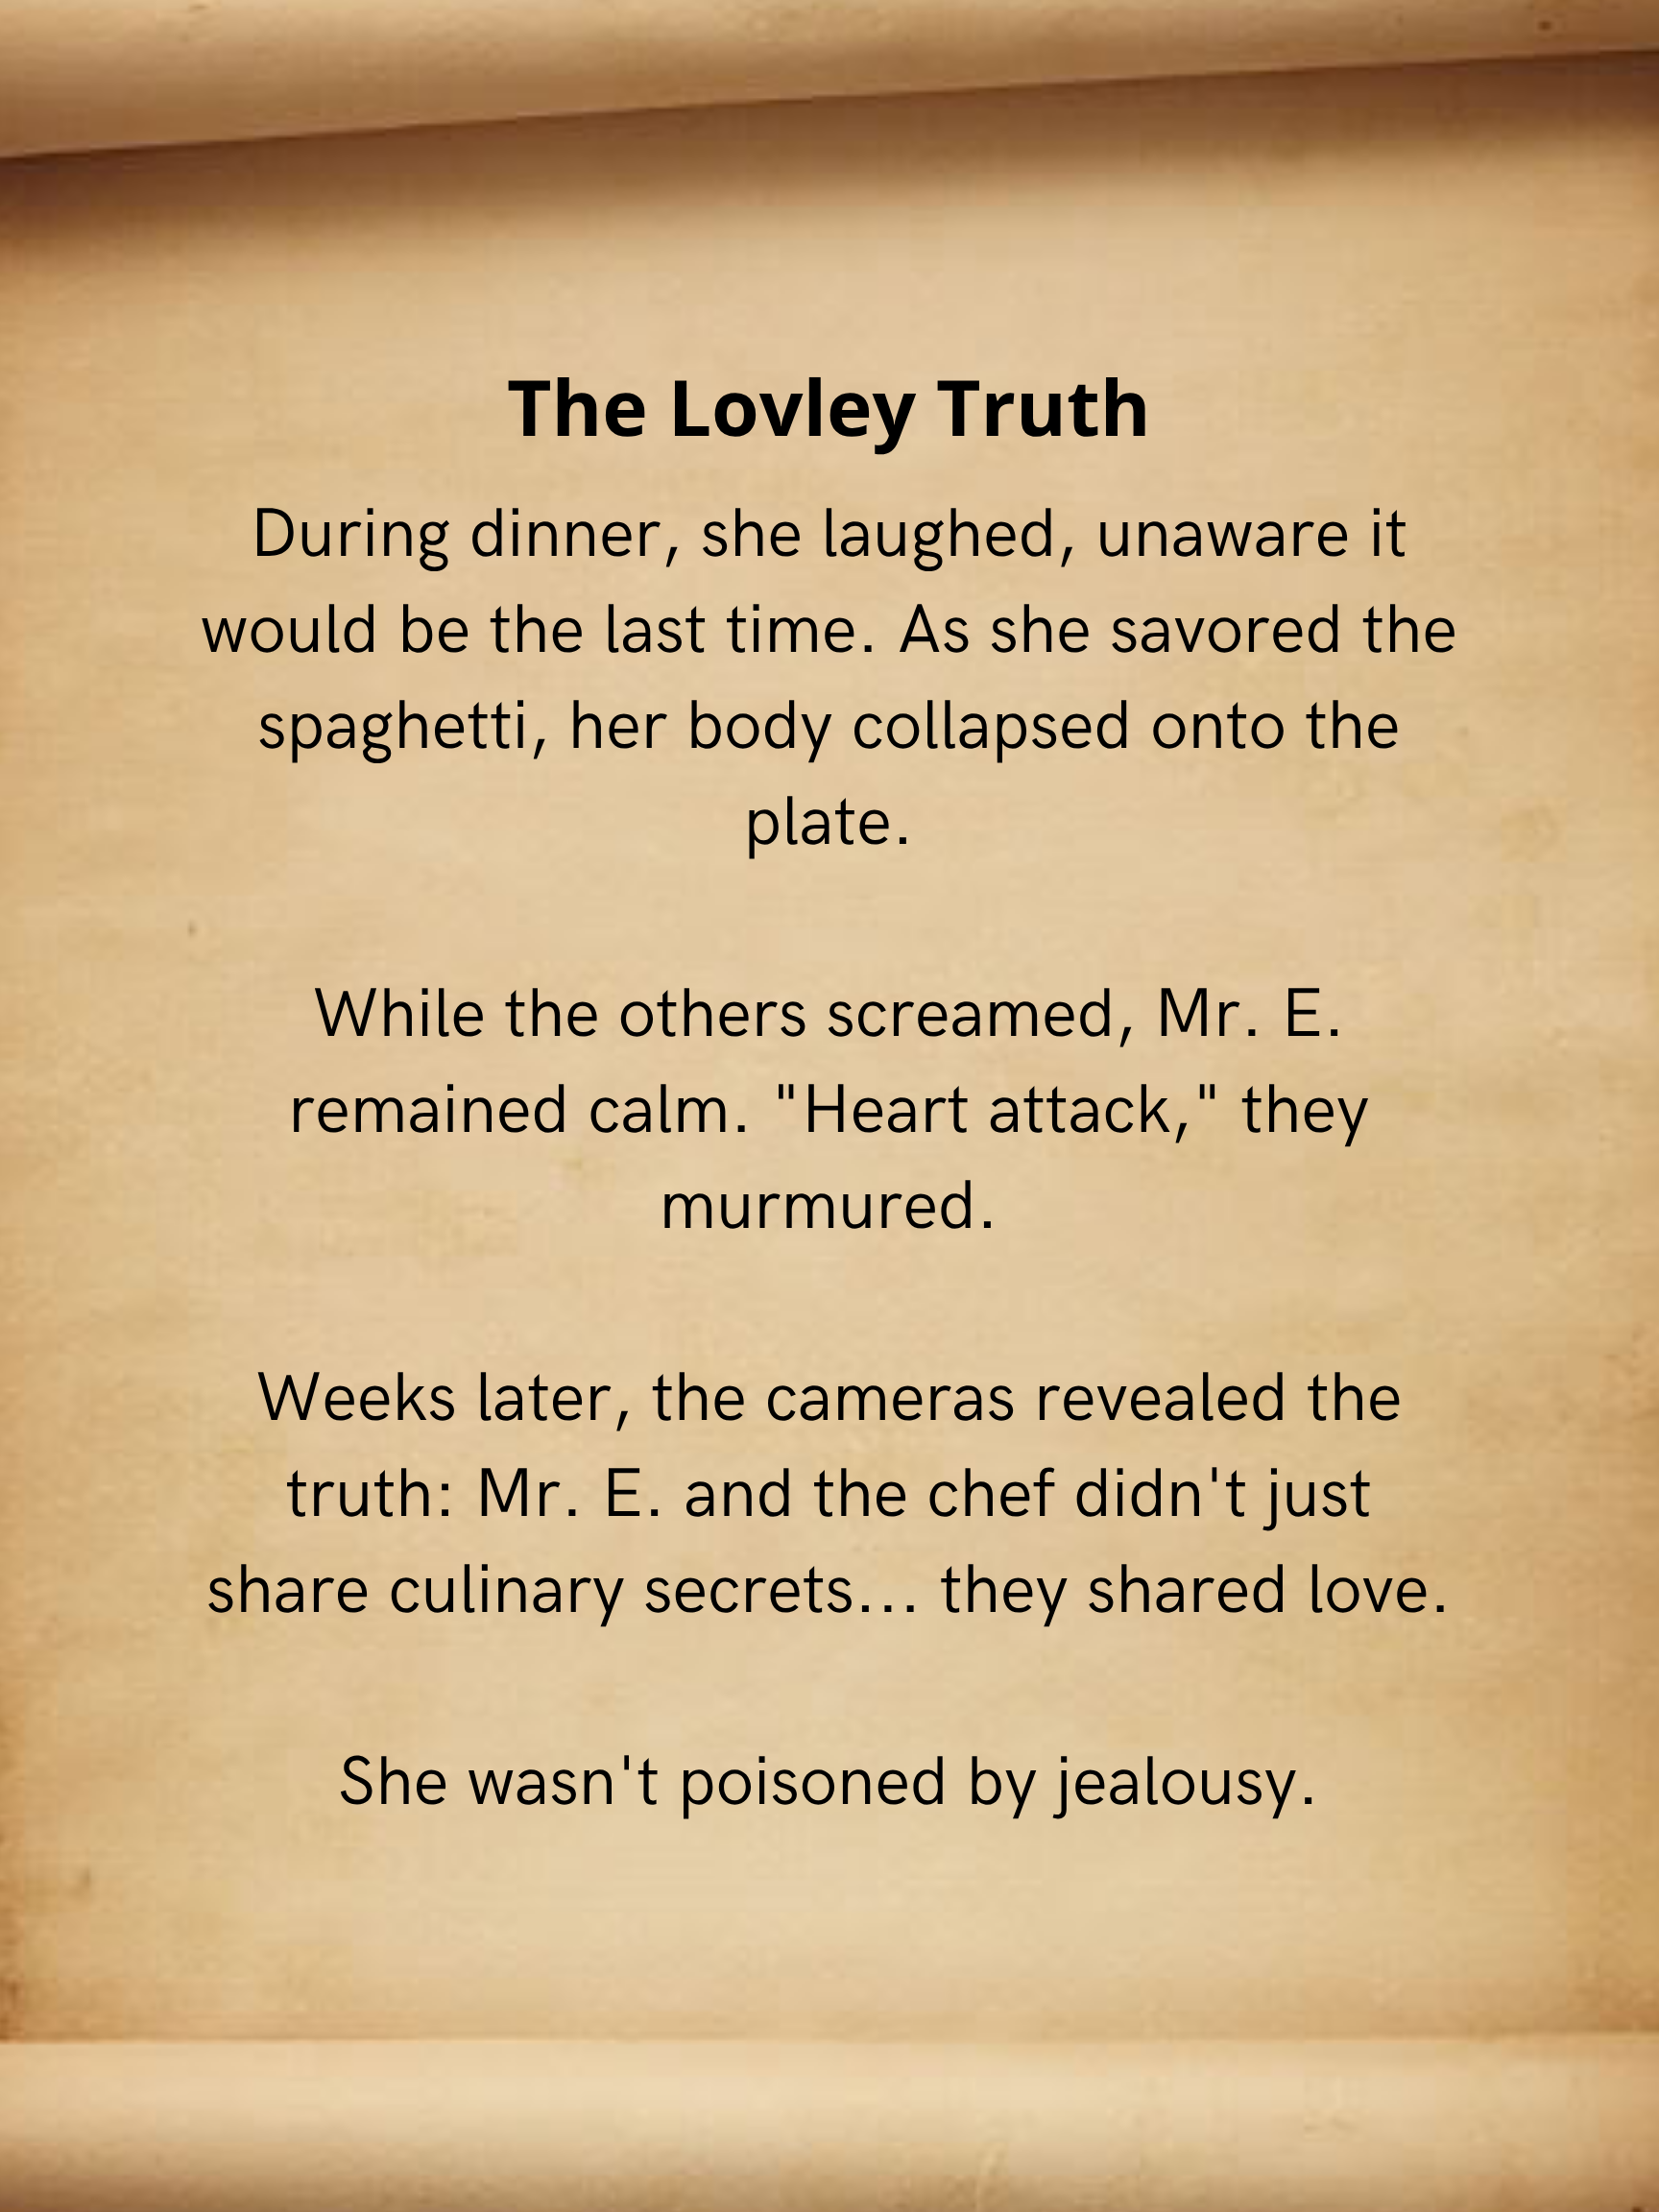 The Lovley Truth
During dinner, she laughed, unaware it
would be the last time. As she savored the
spaghetti, her body collapsed onto the
plate.
While the others screamed, Mr. E.
remained calm. "Heart attack," they
murmured.
Weeks later, the cameras revealed the
truth: Mr. E. and the chef didn't just
share culinary secrets... they shared love.
She wasn't poisoned by jealousy.